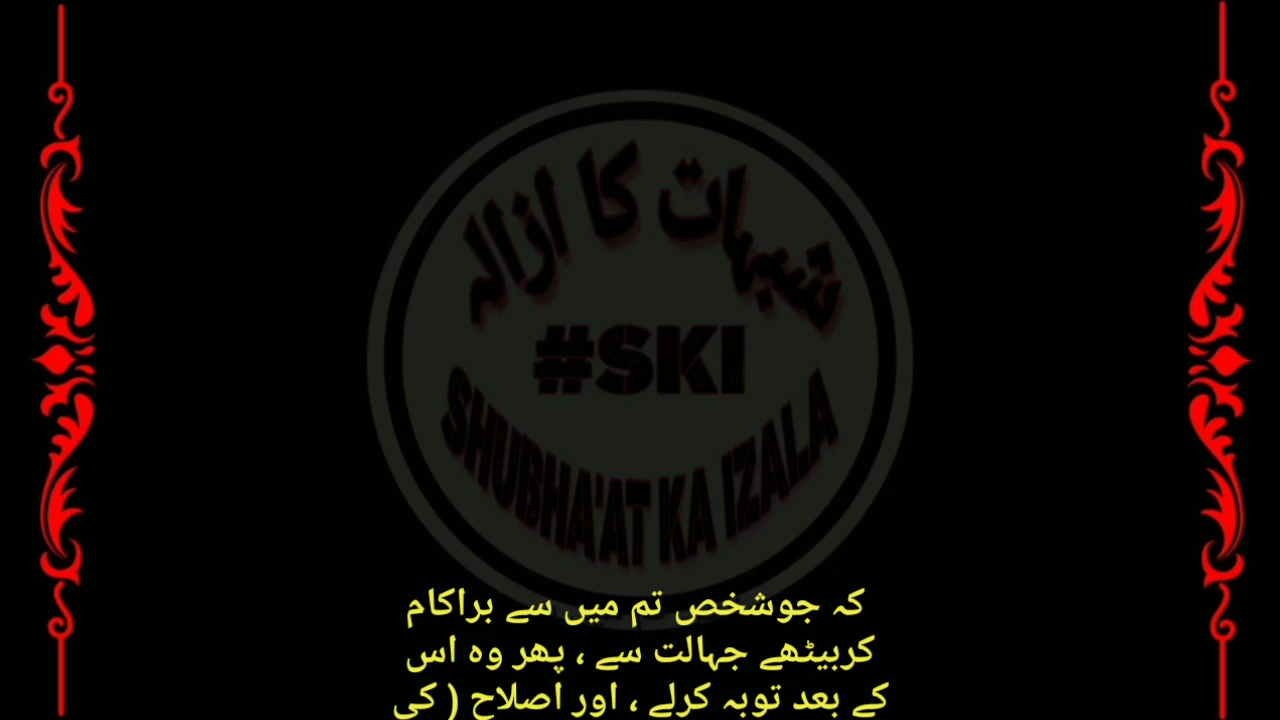 شبہات کا ازالہ
#SKI
SHUBHA'AT KA IZALA
کہ جوشخص تم میں سے براکام
کربیٹھے جہالت سے ، پھر وہ اس
کے بعد توبہ کرلے ، اور اصلاح ( کی